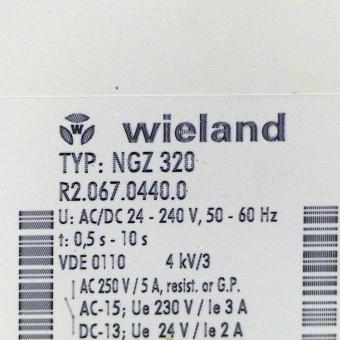 W
wieland
TYP: NGZ 320
R2.067.0440.0
U: AC/DC 24 - 240 V, 50 - 60 Hz
t: 0,5 s - 10 s
VDE 0110 4 kV/3
AC 250 V / 5 A, resist. or G.P.
AC-15; Ue 230 V / Ie 3 A
DC-13; Ue 24 V / Ie 2 A